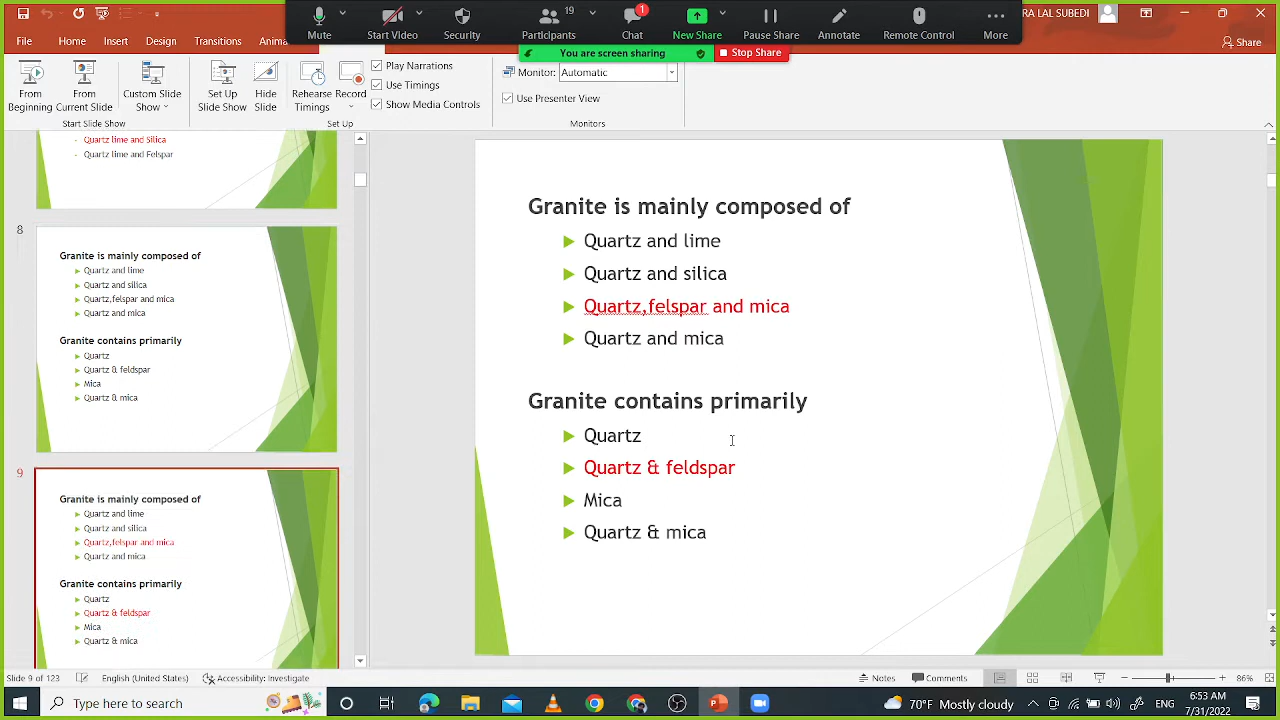 19
1
Mute
Start Video
Security
Participants
Chat
New Share
Pause Share
Annotate
Remote Control
More
RA LAL SUBEDI
You are screen sharing
Stop Share
File
Home
Insert
Design
Transitions
Anima
Share
From Beginning
From Current Slide
Custom Slide Show
Set Up Slide Show
Hide Slide
Rehearse Timings
Record
Play Narrations
Use Timings
Show Media Controls
Monitor: Automatic
Use Presenter View
Start Slide Show
Set Up
Monitors
- Quartz lime and Silica
- Quartz lime and Felspar
8
Granite is mainly composed of
Quartz and lime
Quartz and silica
Quartz,felspar and mica
Quartz and mica
Granite contains primarily
Quartz
Quartz & feldspar
Mica
Quartz & mica
9
Granite is mainly composed of
Quartz and lime
Quartz and silica
Quartz,felspar and mica
Quartz and mica
Granite contains primarily
Quartz
Quartz & feldspar
Mica
Quartz & mica
Granite is mainly composed of
Quartz and lime
Quartz and silica
Quartz,felspar and mica
Quartz and mica
Granite contains primarily
Quartz
Quartz & feldspar
Mica
Quartz & mica
Slide 9 of 123
English (United States)
Accessibility: Investigate
Notes
Comments
86%
Type here to search
70°F Mostly cloudy
ENG
6:53 AM
7/31/2022